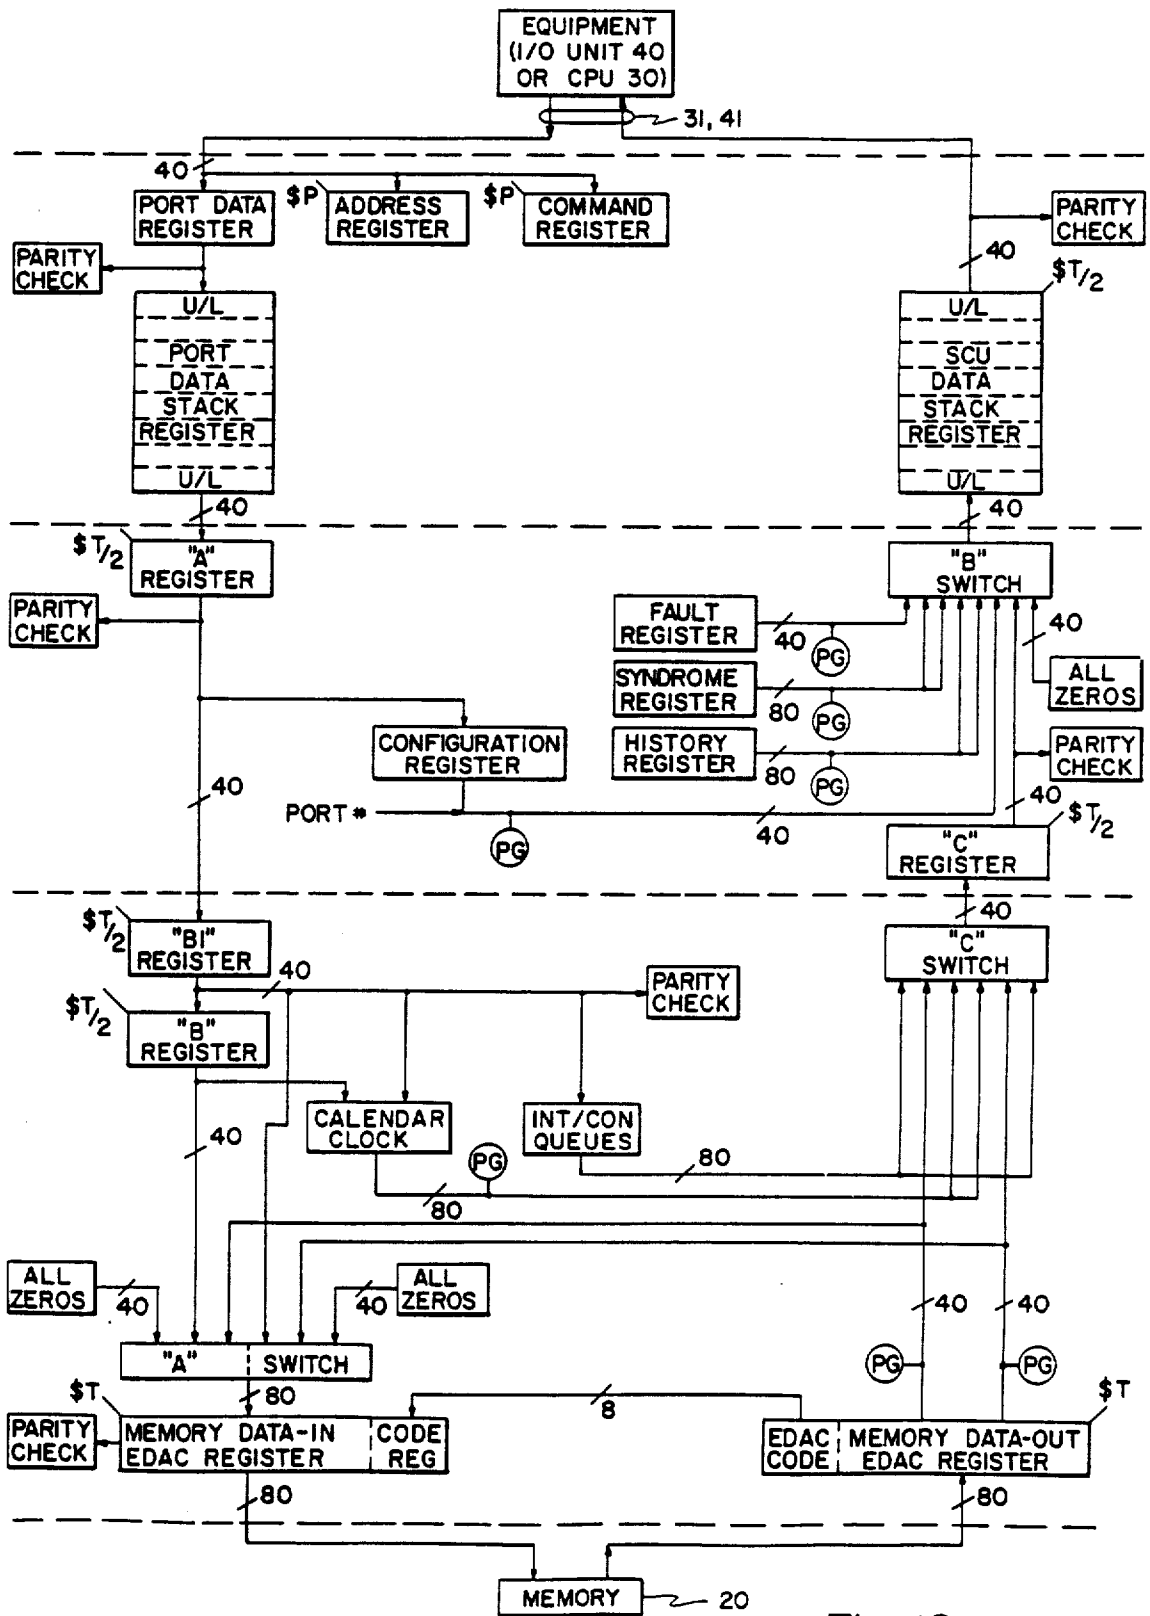 EQUIPMENT
(I/O UNIT 40
OR CPU 30)
31, 41
40
PORT DATA
REGISTER
$P
ADDRESS
REGISTER
$P
COMMAND
REGISTER
PARITY
CHECK
PARITY
CHECK
40
$T/2
U/L
PORT
DATA
STACK
REGISTER
U/L
U/L
SCU
DATA
STACK
REGISTER
U/L
40
40
$T/2
"A"
REGISTER
"B"
SWITCH
PARITY
CHECK
FAULT
REGISTER
40
PG
40
SYNDROME
REGISTER
80
PG
ALL
ZEROS
HISTORY
REGISTER
80
PG
PARITY
CHECK
CONFIGURATION
REGISTER
40
PORT #
PG
40
40
$T/2
"C"
REGISTER
40
$T/2
"B1"
REGISTER
"C"
SWITCH
40
PARITY
CHECK
$T/2
"B"
REGISTER
CALENDAR
CLOCK
INT/CON
QUEUES
40
PG
80
80
ALL
ZEROS
40
40
ALL
ZEROS
40
40
"A" SWITCH
PG
PG
80
$T
8
$T
PARITY
CHECK
MEMORY DATA-IN
EDAC REGISTER
CODE
REG
EDAC
CODE
MEMORY DATA-OUT
EDAC REGISTER
80
80
MEMORY
20